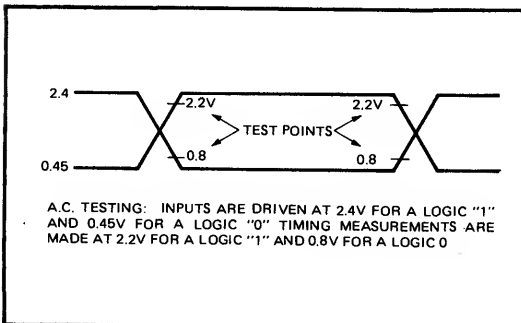 2.4
2.2V 2.2V
TEST POINTS
0.8 0.8
0.45
A.C. TESTING: INPUTS ARE DRIVEN AT 2.4V FOR A LOGIC "1"
AND 0.45V FOR A LOGIC "0" TIMING MEASUREMENTS ARE
MADE AT 2.2V FOR A LOGIC "1" AND 0.8V FOR A LOGIC 0